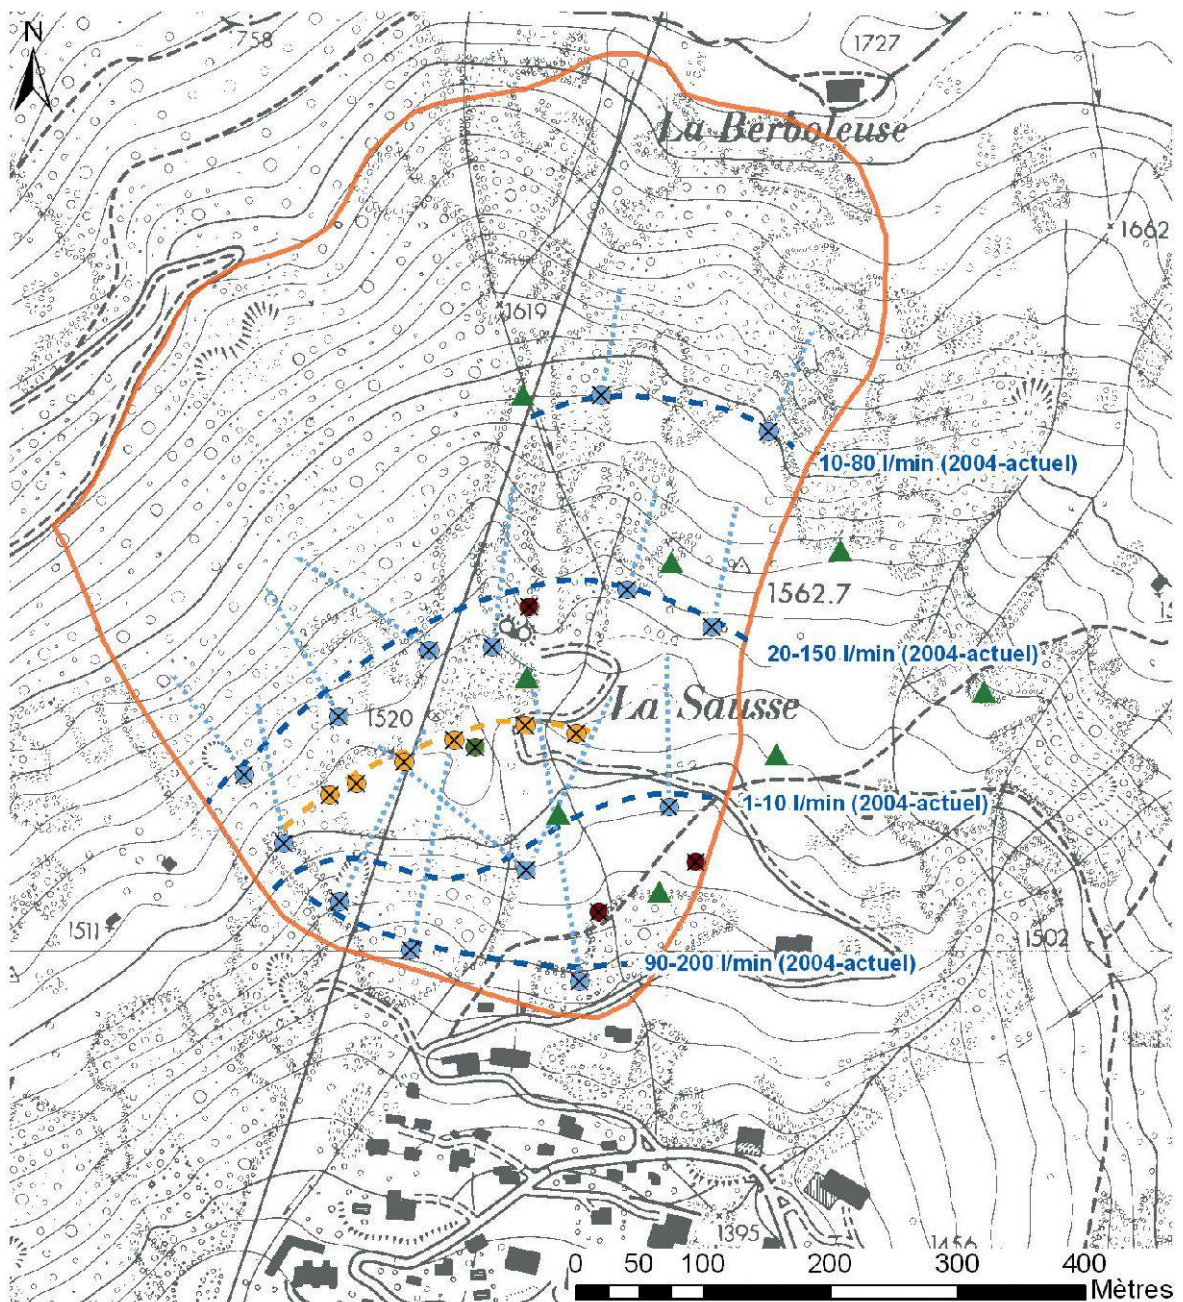 N
758
1727
La Berboleuse
1662
1619
10-80 l/min (2004-actuel)
1562.7
20-150 l/min (2004-actuel)
La Sausse
1520
1-10 l/min (2004-actuel)
1511
1502
90-200 l/min (2004-actuel)
1395
1456
0 50 100 200 300 400
Mètres